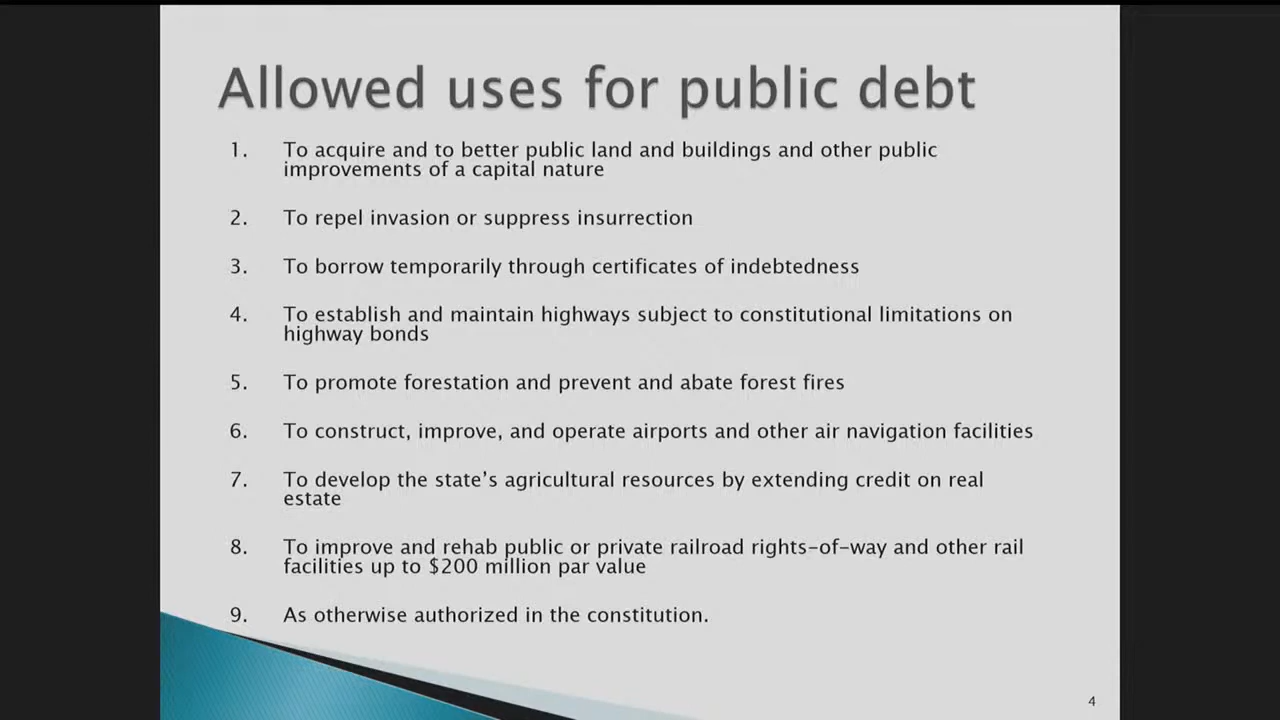 Allowed uses for public debt
1. To acquire and to better public land and buildings and other public
improvements of a capital nature
2. To repel invasion or suppress insurrection
3. To borrow temporarily through certificates of indebtedness
4. To establish and maintain highways subject to constitutional limitations on
highway bonds
5. To promote forestation and prevent and abate forest fires
6. To construct, improve, and operate airports and other air navigation facilities
7. To develop the state’s agricultural resources by extending credit on real
estate
8. To improve and rehab public or private railroad rights-of-way and other rail
facilities up to $200 million par value
9. As otherwise authorized in the constitution.
4